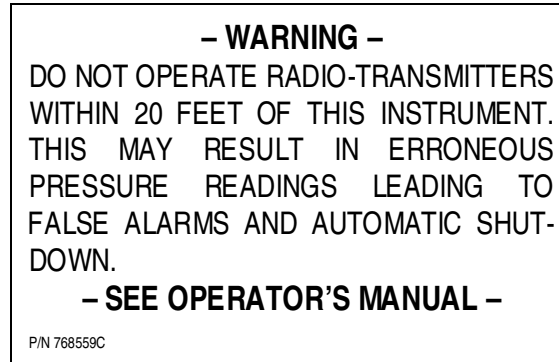 – WARNING –
DO NOT OPERATE RADIO-TRANSMITTERS
WITHIN 20 FEET OF THIS INSTRUMENT.
THIS MAY RESULT IN ERRONEOUS
PRESSURE READINGS LEADING TO
FALSE ALARMS AND AUTOMATIC SHUT-
DOWN.
– SEE OPERATOR’S MANUAL –
P/N 768559C